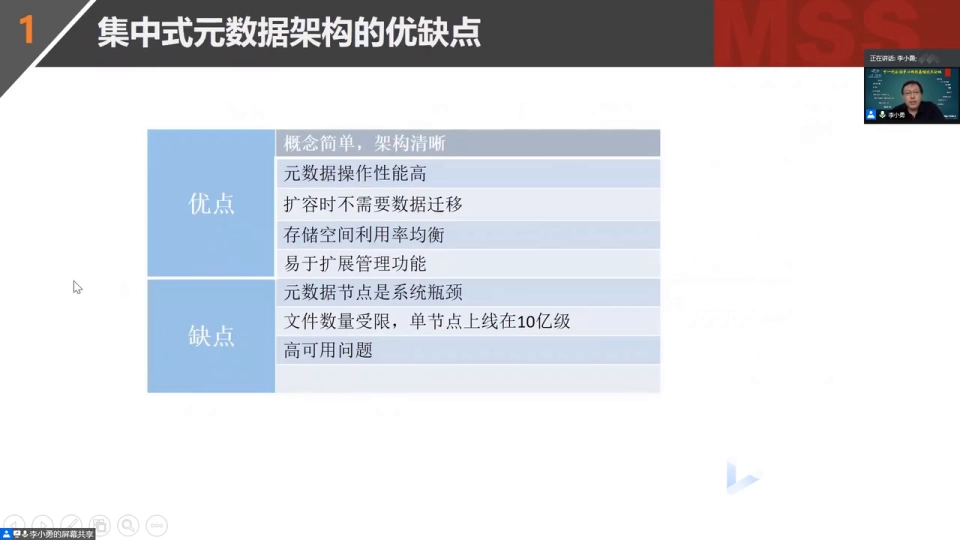 1
集中式元数据架构的优缺点
MSS
正在讲话: 李小勇;
李小勇
优点
概念简单，架构清晰
元数据操作性能高
扩容时不需要数据迁移
存储空间利用率均衡
易于扩展管理功能
缺点
元数据节点是系统瓶颈
文件数量受限，单节点上线在10亿级
高可用问题
李小勇的屏幕共享